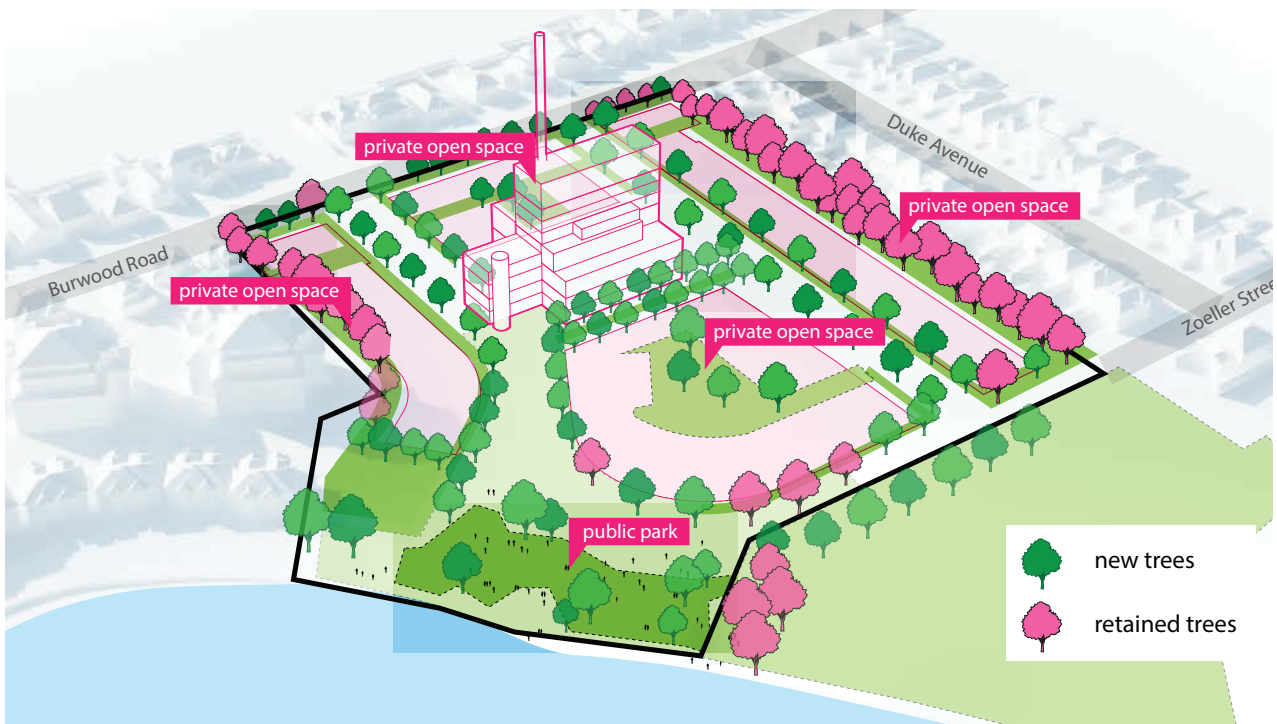 private open space
Duke Avenue
private open space
Burwood Road
private open space
Zoeller Stree
private open space
public park
new trees
retained trees